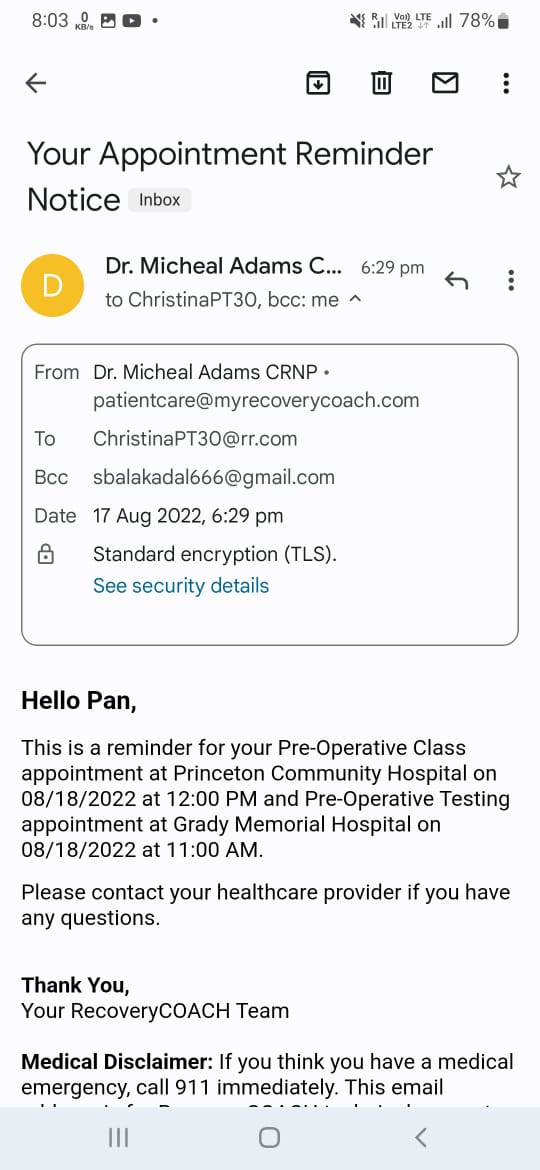 8:03 0 KB/s R Vo)) LTE LTE2 78%
Your Appointment Reminder
Notice Inbox
D
Dr. Micheal Adams C... 6:29 pm
to ChristinaPT30, bcc: me
From Dr. Micheal Adams CRNP •
patientcare@myrecoverycoach.com
To ChristinaPT30@rr.com
Bcc sbalakadal666@gmail.com
Date 17 Aug 2022, 6:29 pm
Standard encryption (TLS).
See security details
Hello Pan,
This is a reminder for your Pre-Operative Class
appointment at Princeton Community Hospital on
08/18/2022 at 12:00 PM and Pre-Operative Testing
appointment at Grady Memorial Hospital on
08/18/2022 at 11:00 AM.
Please contact your healthcare provider if you have
any questions.
Thank You,
Your RecoveryCOACH Team
Medical Disclaimer: If you think you have a medical
emergency, call 911 immediately. This email